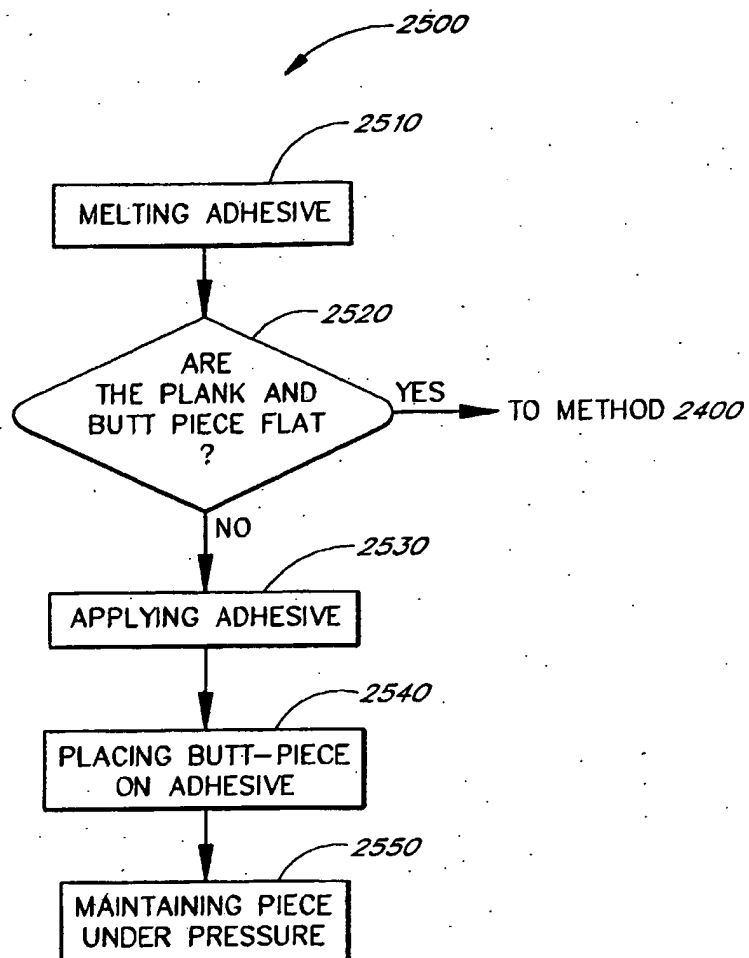 2500
2510
MELTING ADHESIVE
2520
ARE
THE PLANK AND
BUTT PIECE FLAT
?
YES
TO METHOD 2400
NO
2530
APPLYING ADHESIVE
2540
PLACING BUTT-PIECE
ON ADHESIVE
2550
MAINTAINING PIECE
UNDER PRESSURE